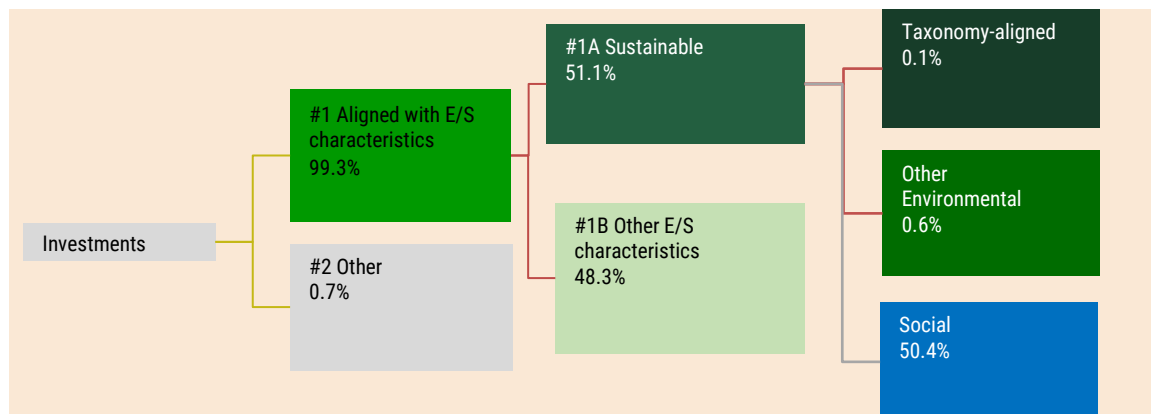 Investments
#1 Aligned with E/S
characteristics
99.3%
#2 Other
0.7%
#1A Sustainable
51.1%
#1B Other E/S
characteristics
48.3%
Taxonomy-aligned
0.1%
Other
Environmental
0.6%
Social
50.4%